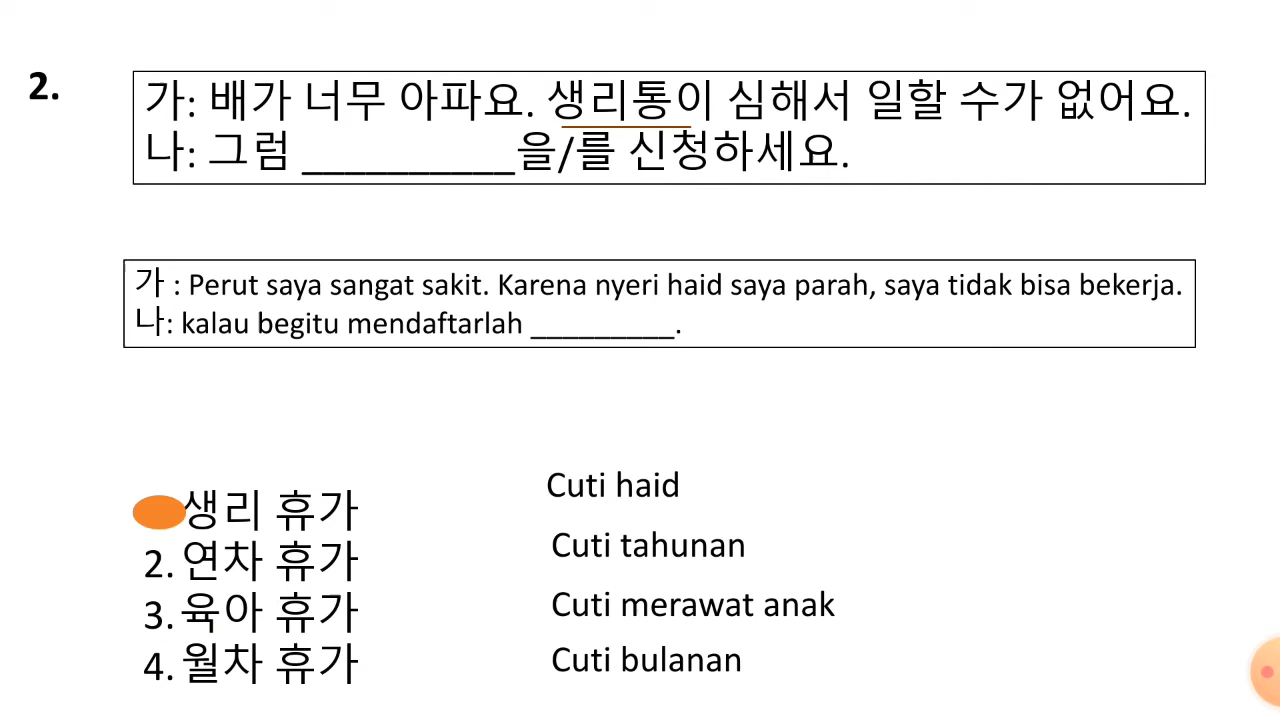 2.
가: 배가 너무 아파요. 생리통이 심해서 일할 수가 없어요.
나: 그럼 __________을/를 신청하세요.
가 : Perut saya sangat sakit. Karena nyeri haid saya parah, saya tidak bisa bekerja.
나: kalau begitu mendaftarlah _________.
생리 휴가 Cuti haid
2. 연차 휴가 Cuti tahunan
3. 육아 휴가 Cuti merawat anak
4. 월차 휴가 Cuti bulanan